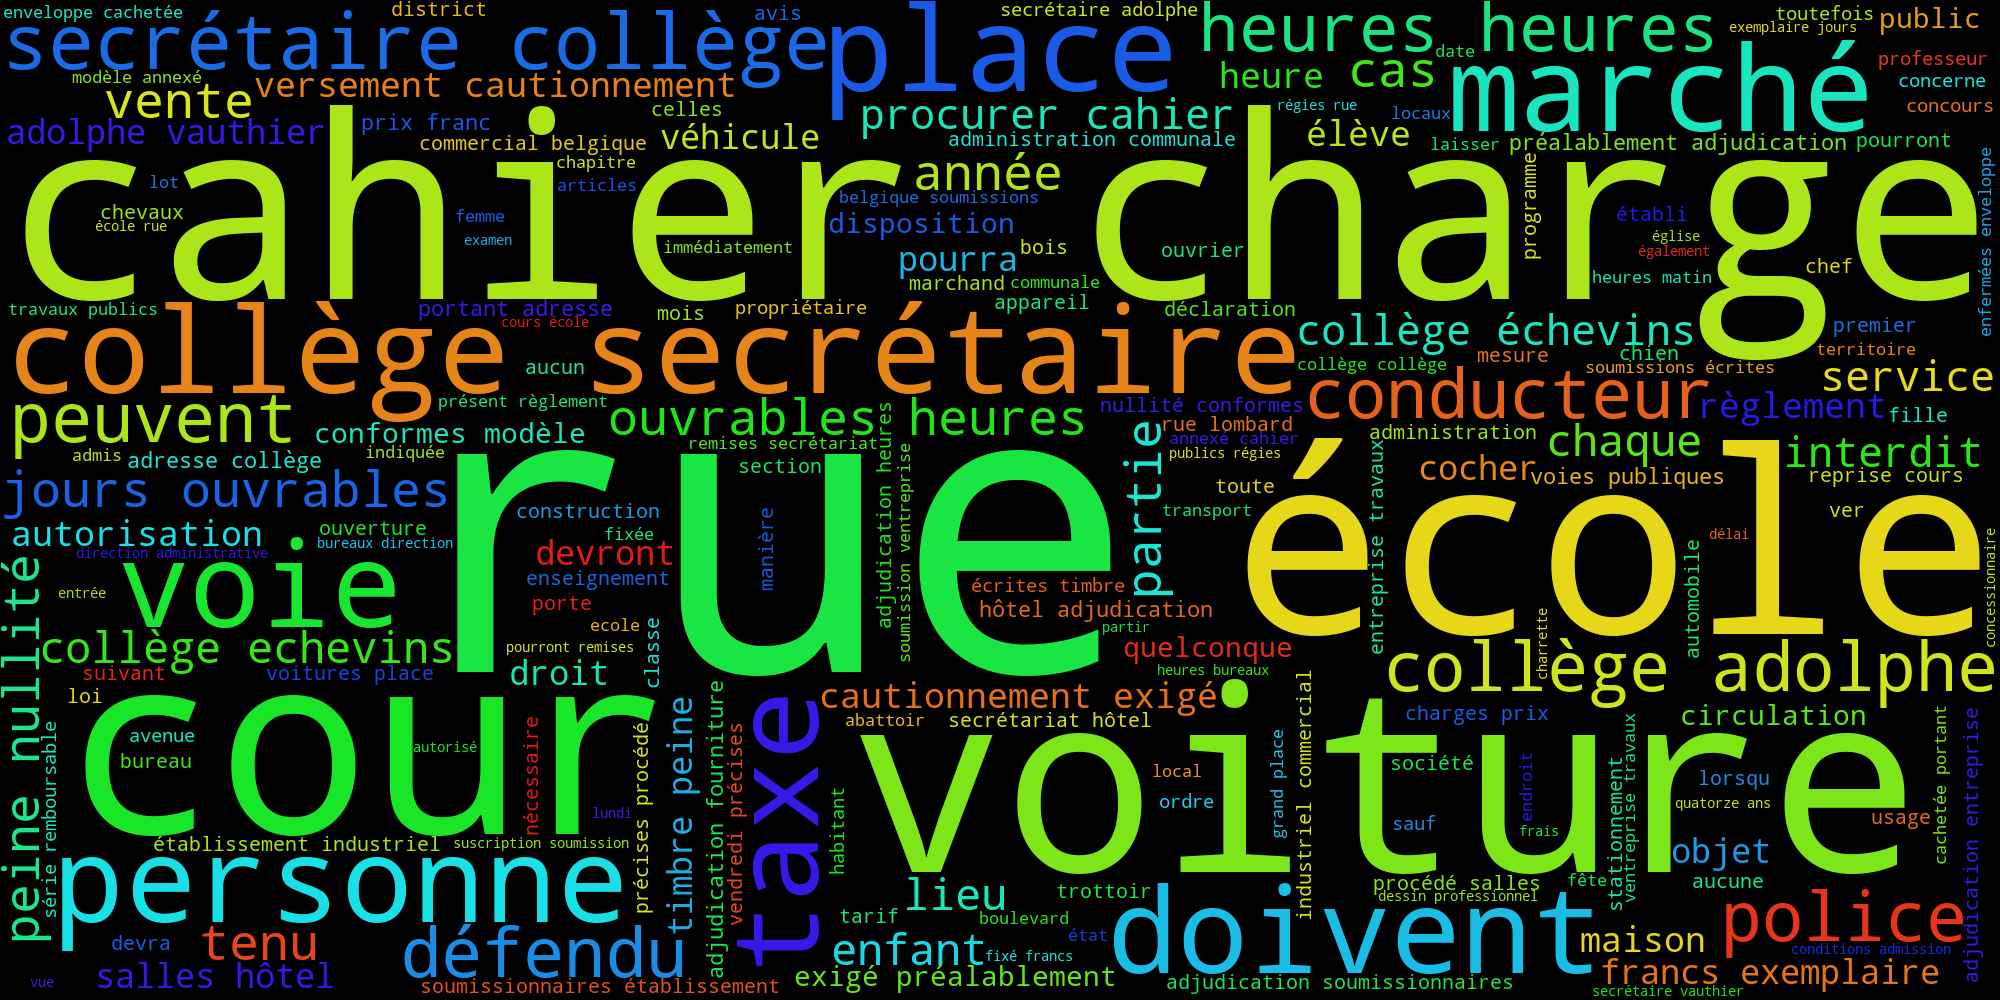 enveloppe cachetée
district
avis
secrétaire adolphe
toutefois
exemplaire jours
public
secrétaire collège
place
heures heures
date
professeur
modèle annexé
versement cautionnement
heure
cas
marché
concerne
vente
celles
procurer cahier
régies rue
locaux
concours
adolphe vauthier
prix franc
commercial belgique
véhicule
administration communale
élève
laisser
préalablement adjudication
pourront
chapitre
cahier charge
année
lot
articles
belgique soumissions
programme
enfermées enveloppe
chevaux
école rue
femme
examen
disposition
établi
église
également
immédiatement
pourra
bois
ouvrier
chef
marchand
communale
heures matin
travaux publics
portant adresse
cours école
mois
propriétaire
appareil
déclaration
premier
collège secrétaire
collège échevins
territoire
aucun
collège collège
mesure
chien
soumissions écrites
service
peuvent
présent règlement
ouvrables heures
nullité conformes
conducteur
règlement
fille
conformes modèle
remises secrétariat
rue lombard
annexé cahier
publics régies
administration
chaque
interdit
admis
adresse collège
indiquée
section
adjudication heures
soumission ventreprise
partie
cocher
voies publiques
reprise cours
jours ouvrables
rue
école
toute
construction
transport
entreprise travaux
ver
autorisation
ouverture
bureaux direction
fixée
manière
délai
automobile
concessionnaire
direction administrative
devront
enseignement
voie
entrée
porte
écrites timbre
hôtel adjudication
peine nullité
ecole
classe
partir
charrette
collège echevins
pourront remises
quelconque
suivant
voitures place
droit
heures bureaux
collège adolphe
loi
cour
timbre peine
adjudication fourniture
taxe
cautionnement exigé
industriel commercial
charges prix
circulation
série remboursable
avenue
autorisé
nécessaire
précises procédé
vendredi précises
abattoir
secrétariat hôtel
voiture
cachetée portant
adjudication entreprise
bureau
local
grand place
société
endroit
stationnement
ventreprise travaux
lorsqu
ordre
quatorze ans
lundi
habitant
sauf
frais
usage
établissement industriel
suscription soumission
objet
personne
lieu
trottoir
procédé salles
dessin professionnel
fête
aucune
tarif
boulevard
état
doivent
police
devra
tenu
défendu
enfant
fixé francs
maison
conditions admission
vue
salles hôtel
soumissionnaires établissement
exigé préalablement
adjudication soumissionnaires
francs exemplaire
secrétaire vauthier